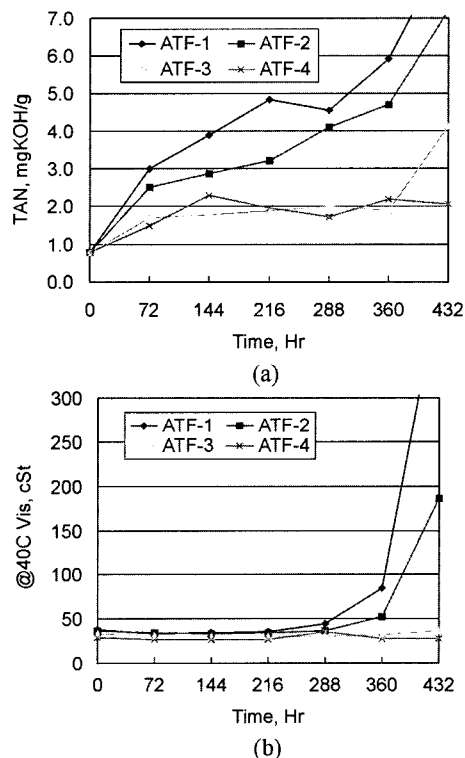 7.0
6.0
5.0
4.0
3.0
2.0
1.0
0.0
TAN, mgKOH/g
ATF-1 ATF-2
ATF-3 ATF-4
0 72 144 216 288 360 432
Time, Hr
(a)
300
250
200
150
100
50
0
@40C Vis, cSt
ATF-1 ATF-2
ATF-3 ATF-4
0 72 144 216 288 360 432
Time, Hr
(b)